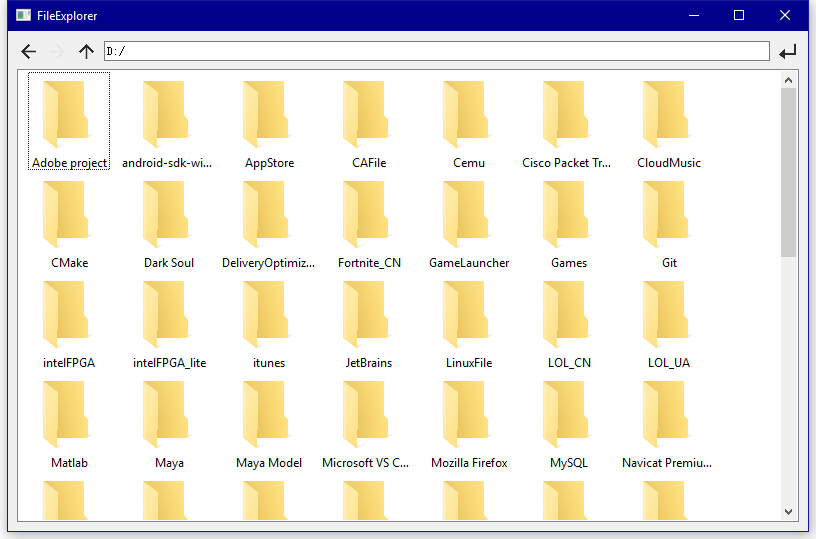 FileExplorer
D:/
Adobe project android-sdk-wi... AppStore CAFile Cemu Cisco Packet Tr... CloudMusic
CMake Dark Soul DeliveryOptimiz... Fortnite_CN GameLauncher Games Git
intelFPGA intelFPGA_lite itunes JetBrains LinuxFile LOL_CN LOL_UA
Matlab Maya Maya Model Microsoft VS C... Mozilla Firefox MySQL Navicat Premiu...